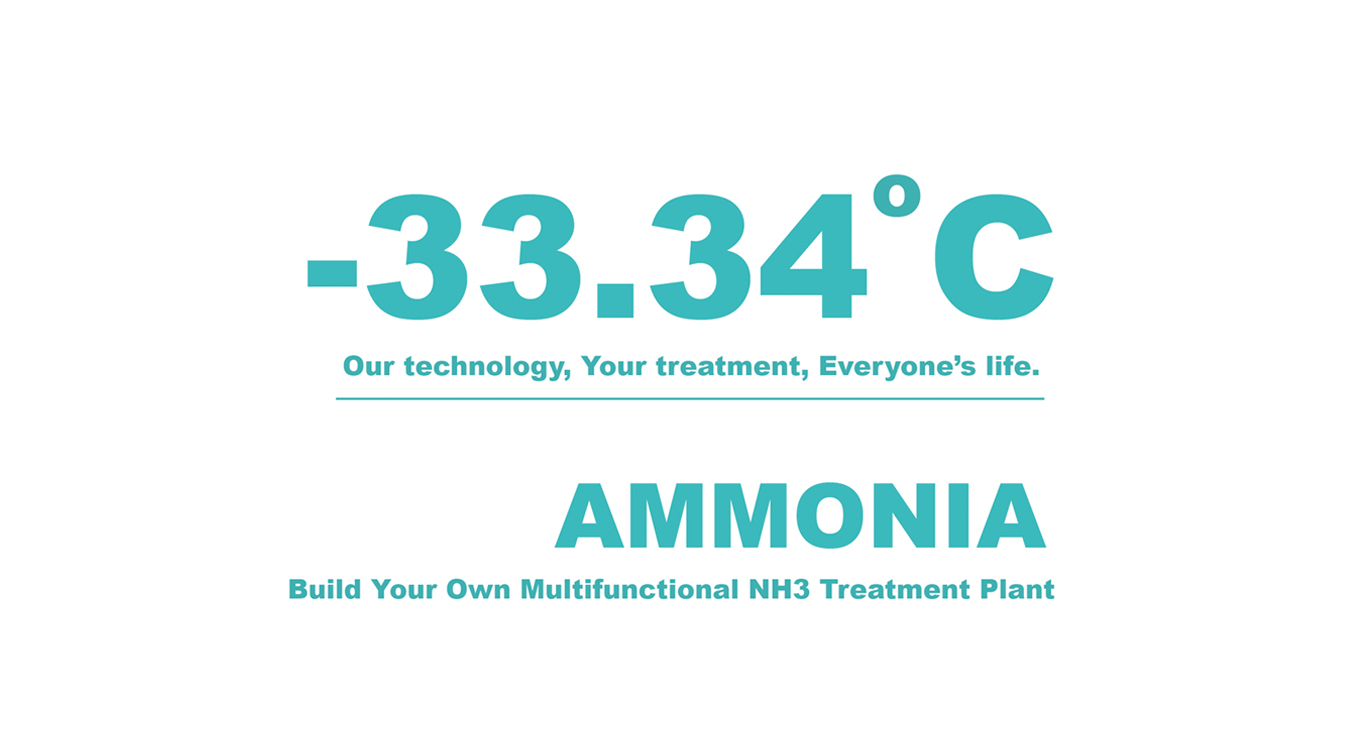 -33.34°C
Our technology, Your treatment, Everyone’s life.
AMMONIA
Build Your Own Multifunctional NH3 Treatment Plant